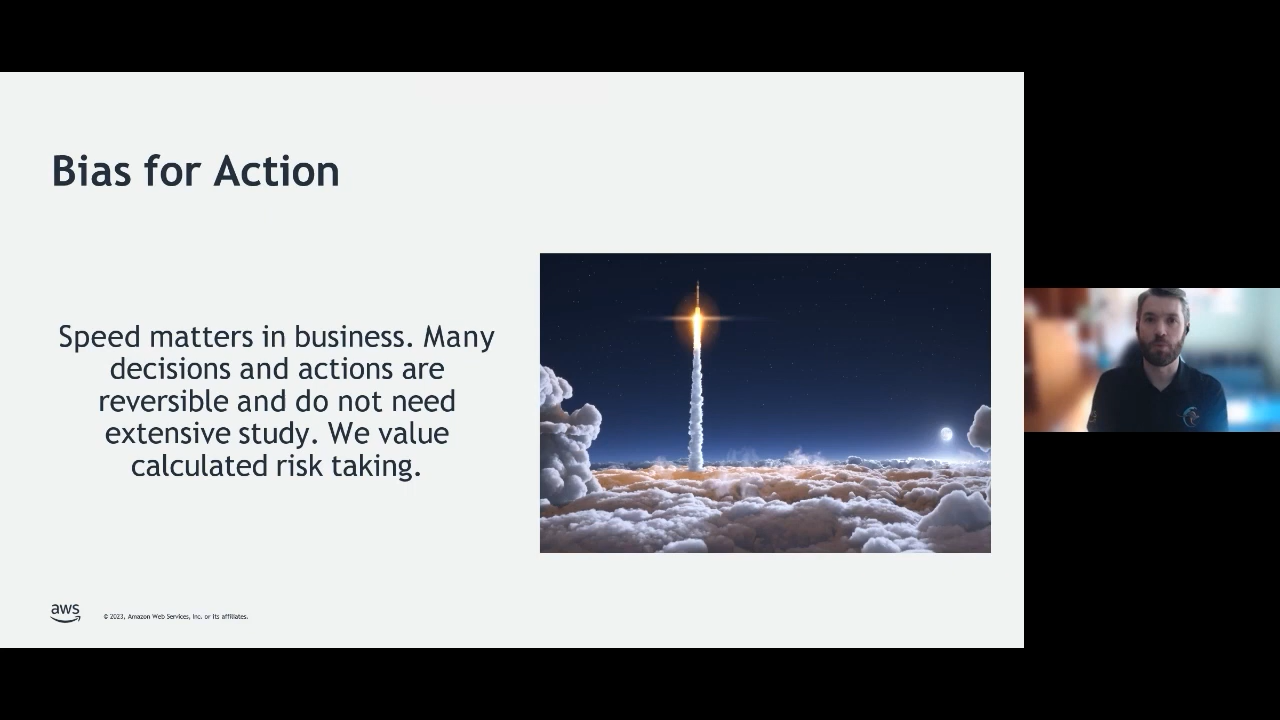 Bias for Action
Speed matters in business. Many
decisions and actions are
reversible and do not need
extensive study. We value
calculated risk taking.
aws
© 2023, Amazon Web Services, Inc. or its affiliates.